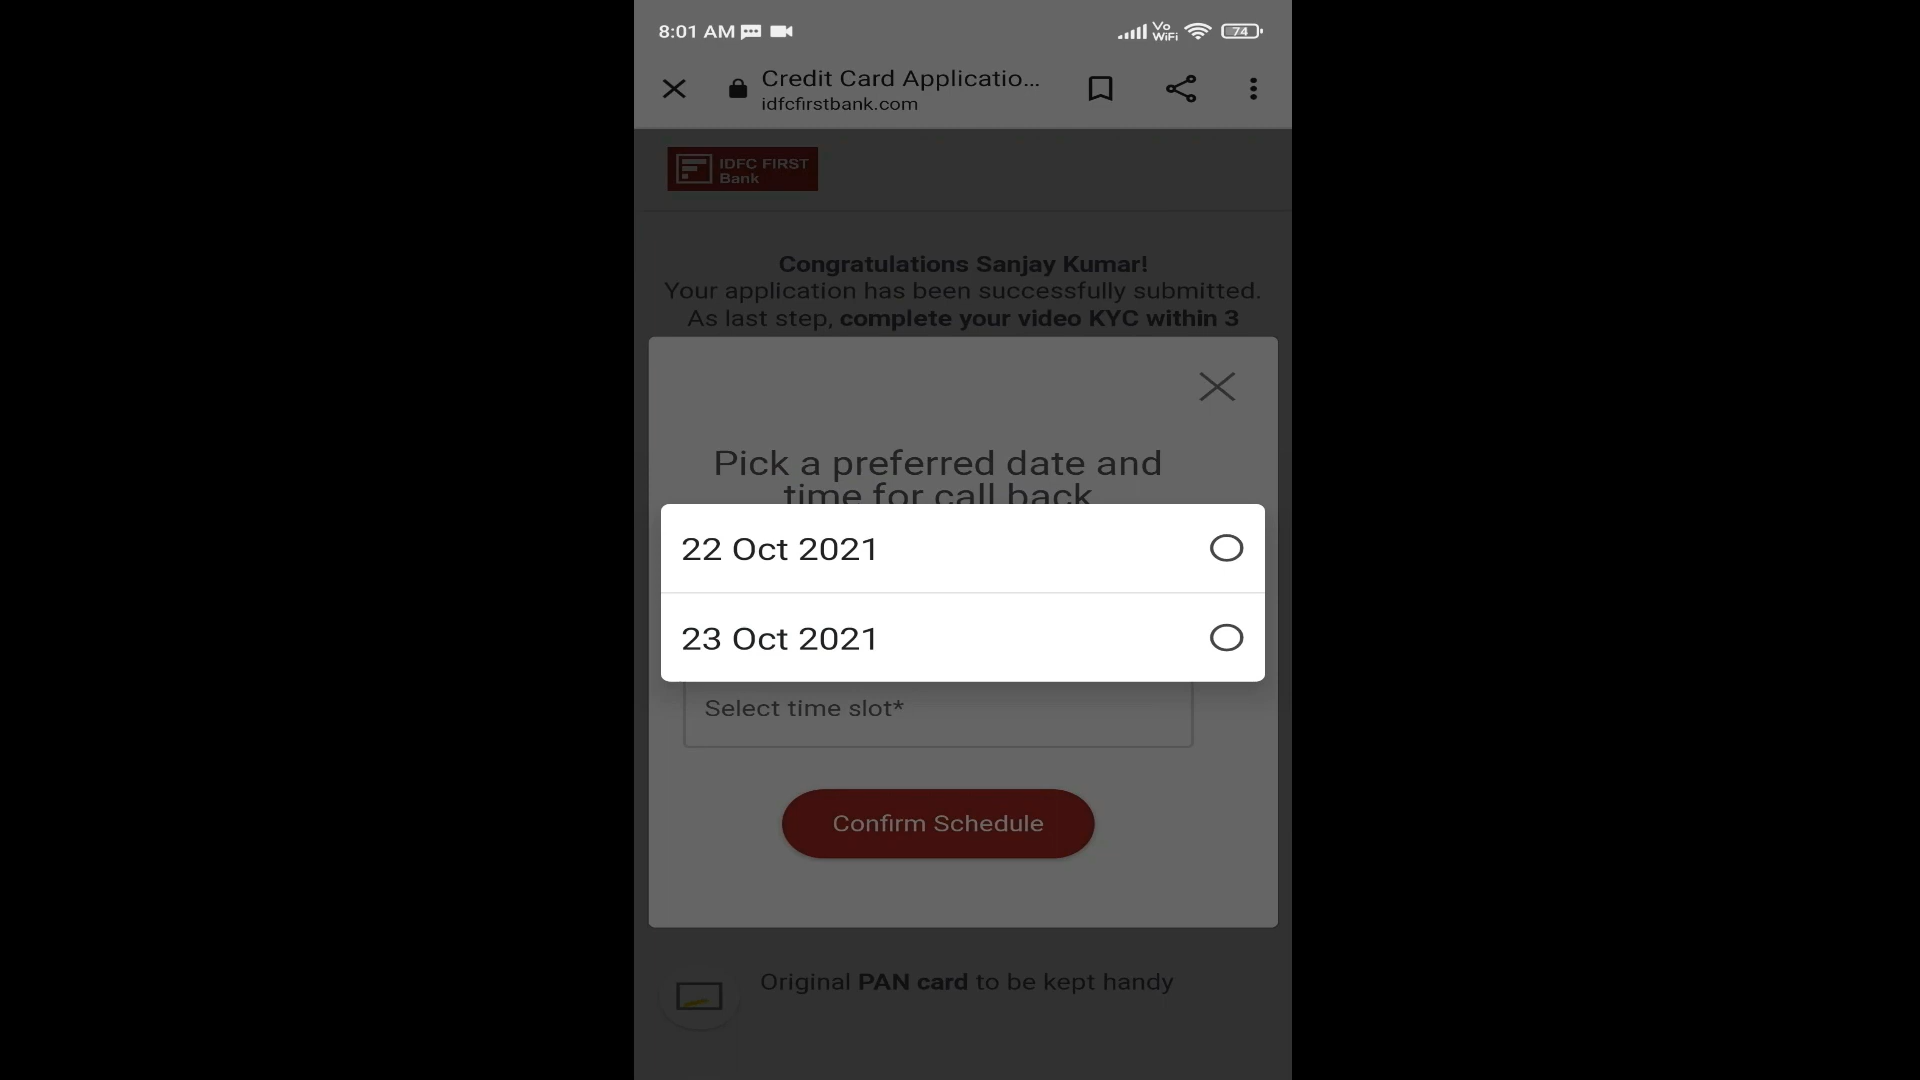 8:01 AM
Vo
WiFi
74
Credit Card Applicatio...
idfcfirstbank.com
IDFC FIRST
Bank
Congratulations Sanjay Kumar!
Your application has been successfully submitted.
As last step, complete your video KYC within 3
Pick a preferred date and
time for call back
22 Oct 2021
23 Oct 2021
Select time slot*
Confirm Schedule
Original PAN card to be kept handy